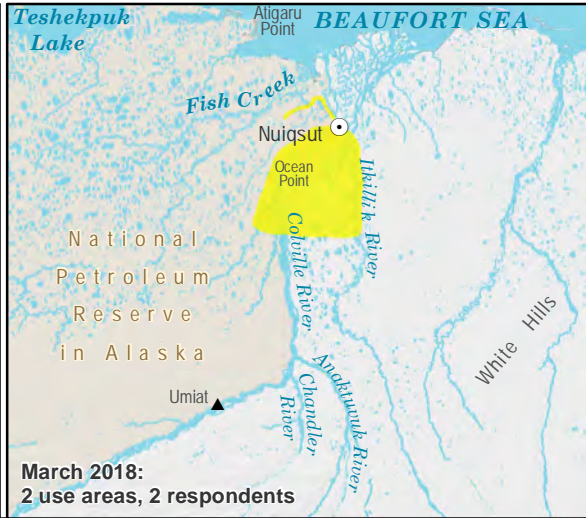 Teshekpuk
Lake
Atigaru
Point
BEAUFORT SEA
Fish Creek
Nuiqsut
Ocean
Point
Itkillik River
Colville River
National
Petroleum
Reserve
in Alaska
White Hills
Umiat
Chandler
River
Anaktuvuk River
March 2018:
2 use areas, 2 respondents